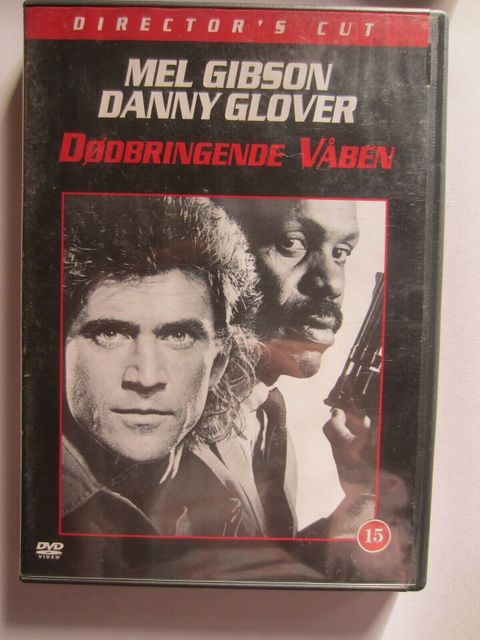 DIRECTOR'S CUT
MEL GIBSON
DANNY GLOVER
DØDBRINGENDE VÅBEN
15
DVD
VIDEO